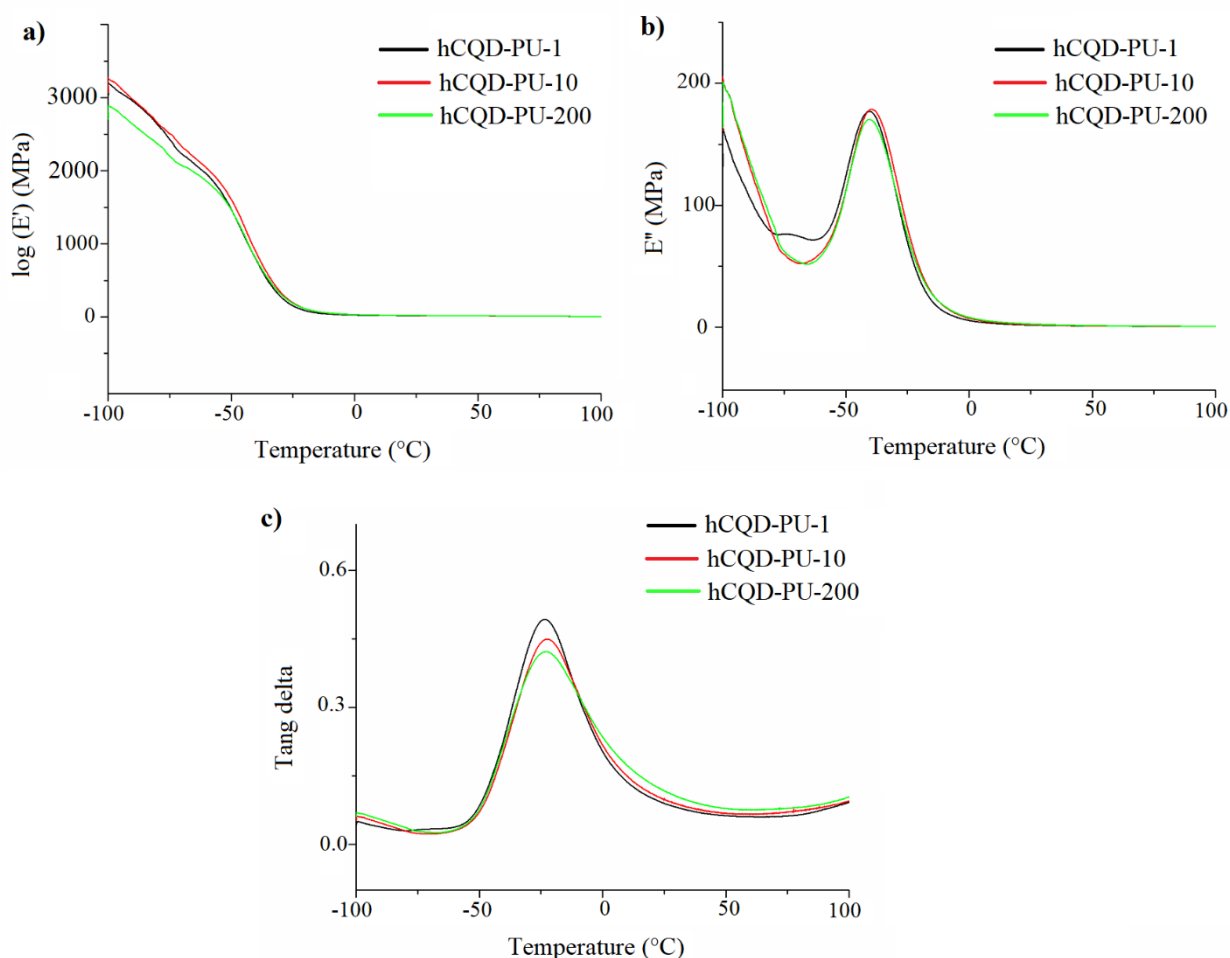 a)
hCQD-PU-1
hCQD-PU-10
hCQD-PU-200
log (E') (MPa)
3000
2000
1000
0
-100
-50
0
50
100
Temperature (°C)
b)
hCQD-PU-1
hCQD-PU-10
hCQD-PU-200
E'' (MPa)
200
100
0
-100
-50
0
50
100
Temperature (°C)
c)
hCQD-PU-1
hCQD-PU-10
hCQD-PU-200
Tang delta
0.6
0.3
0.0
-100
-50
0
50
100
Temperature (°C)